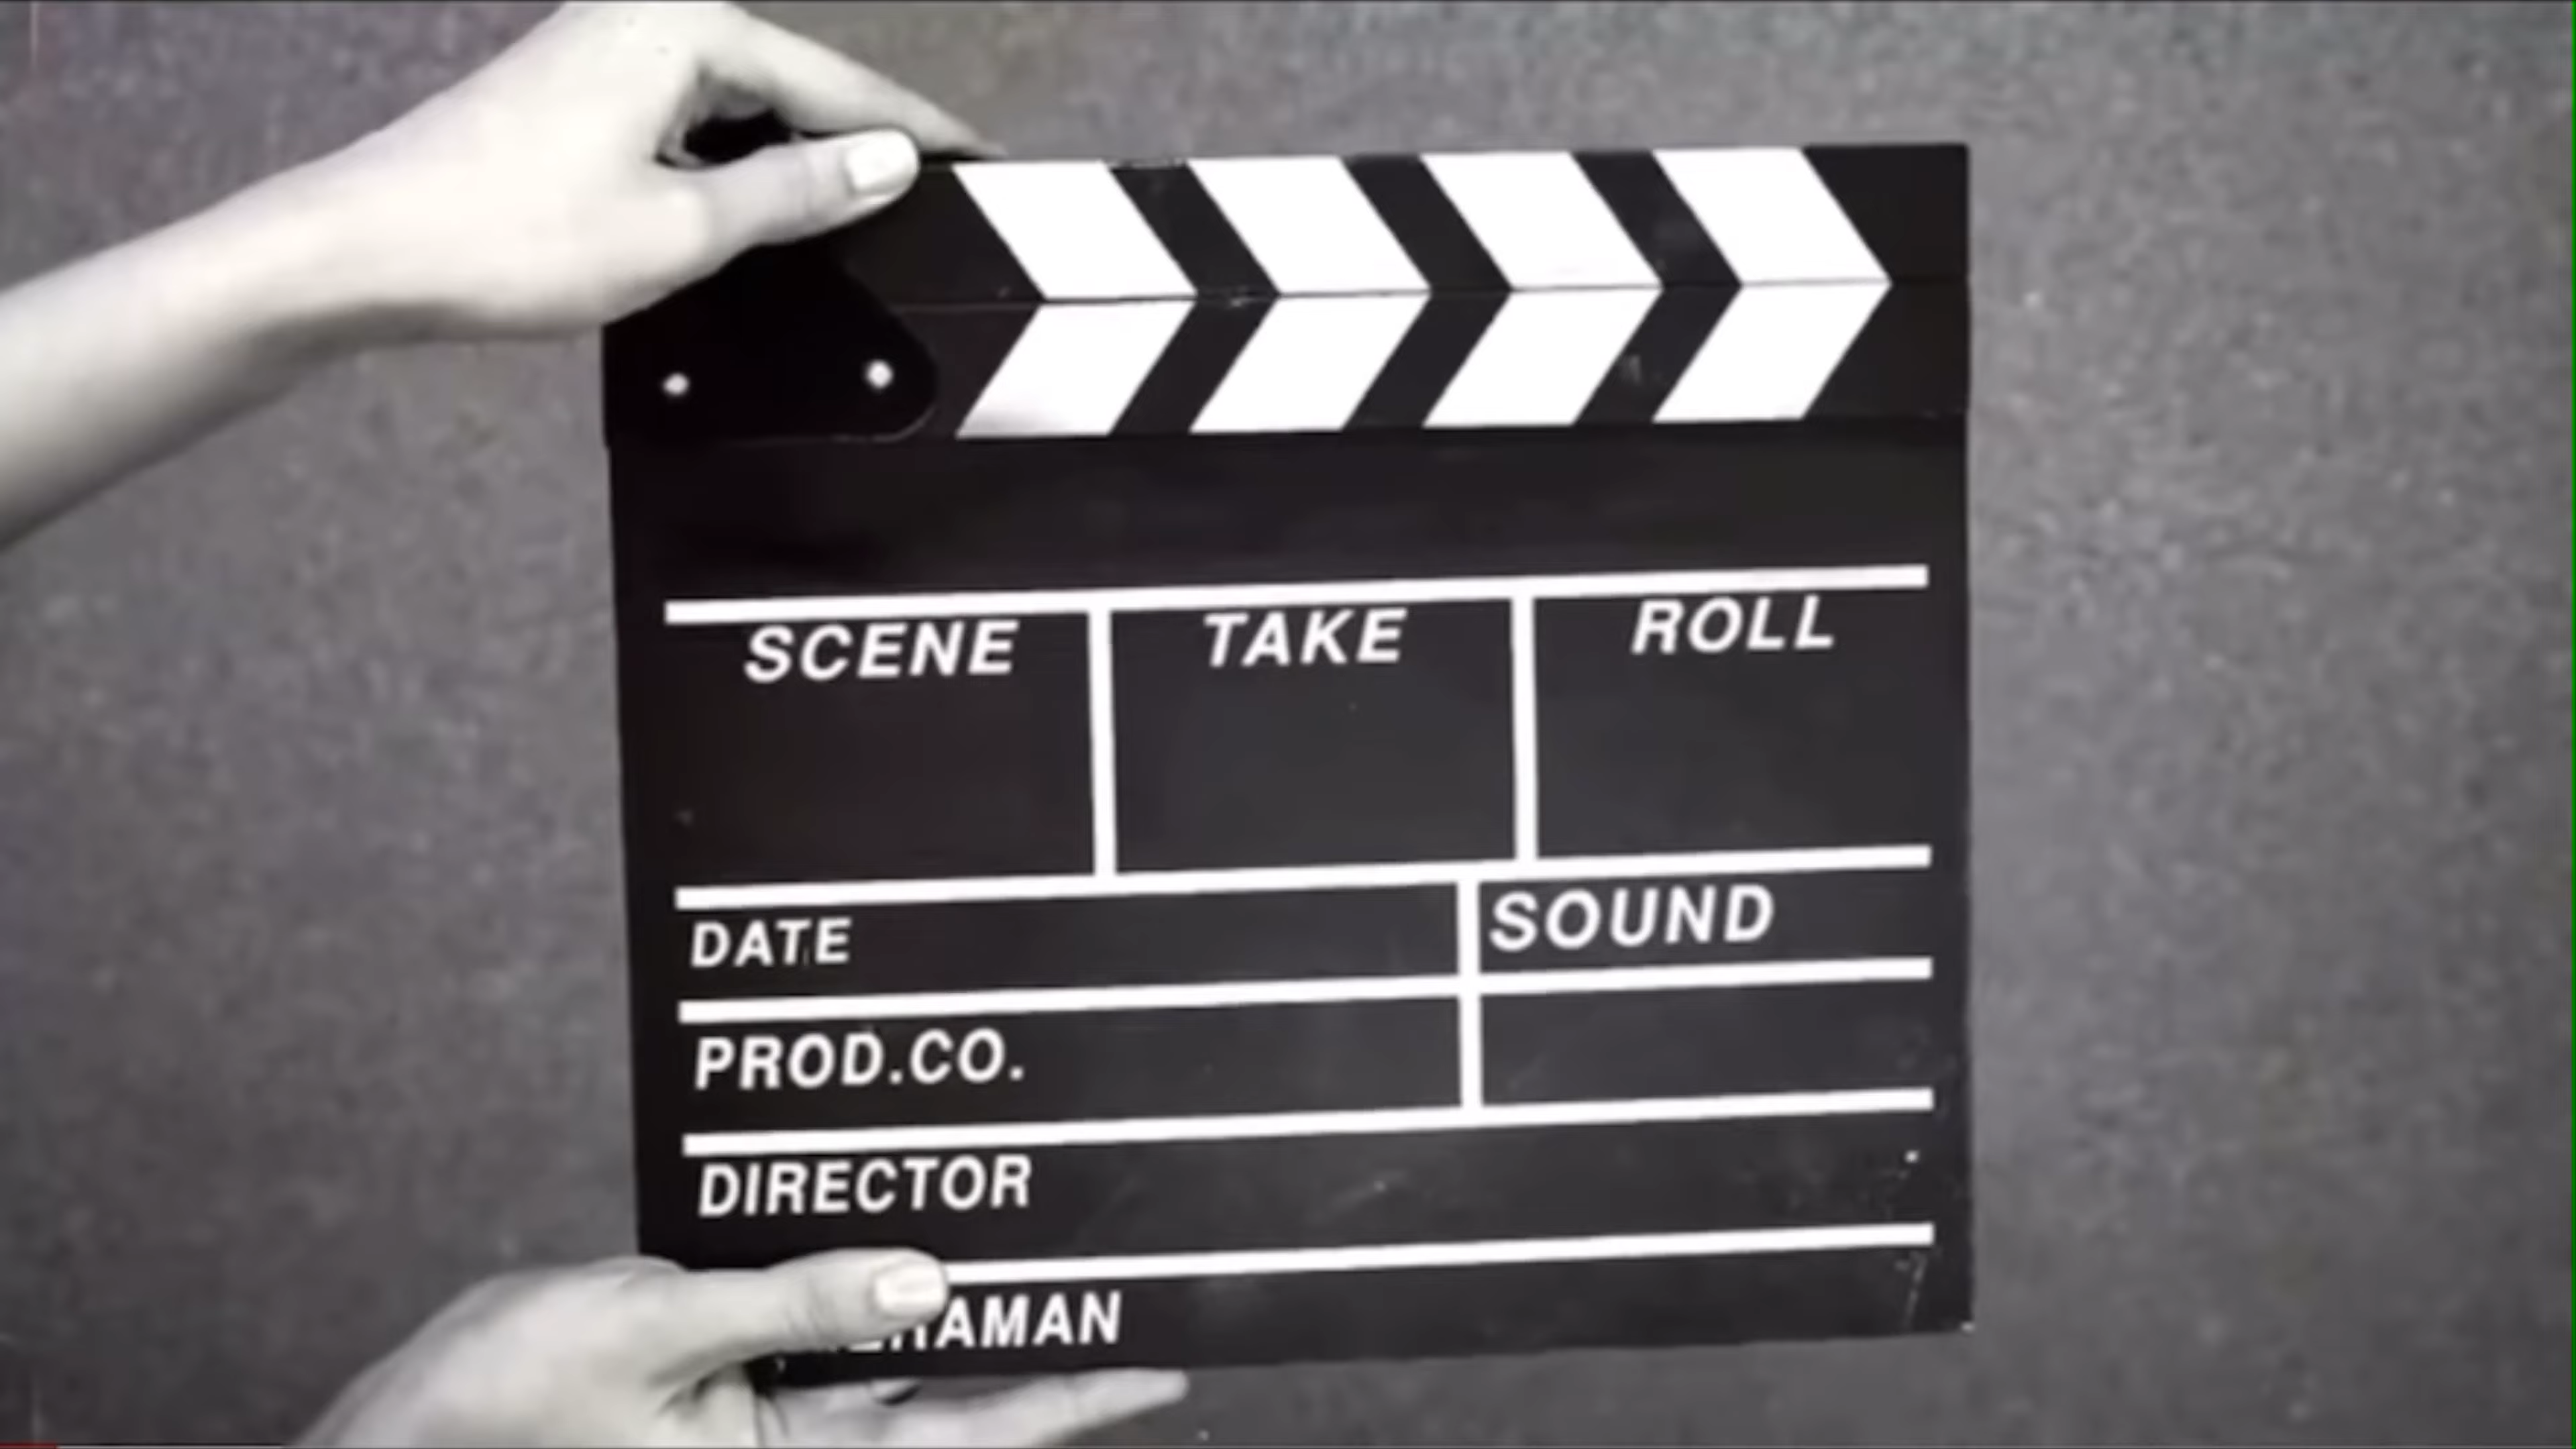 SCENE TAKE ROLL
DATE SOUND
PROD.CO.
DIRECTOR